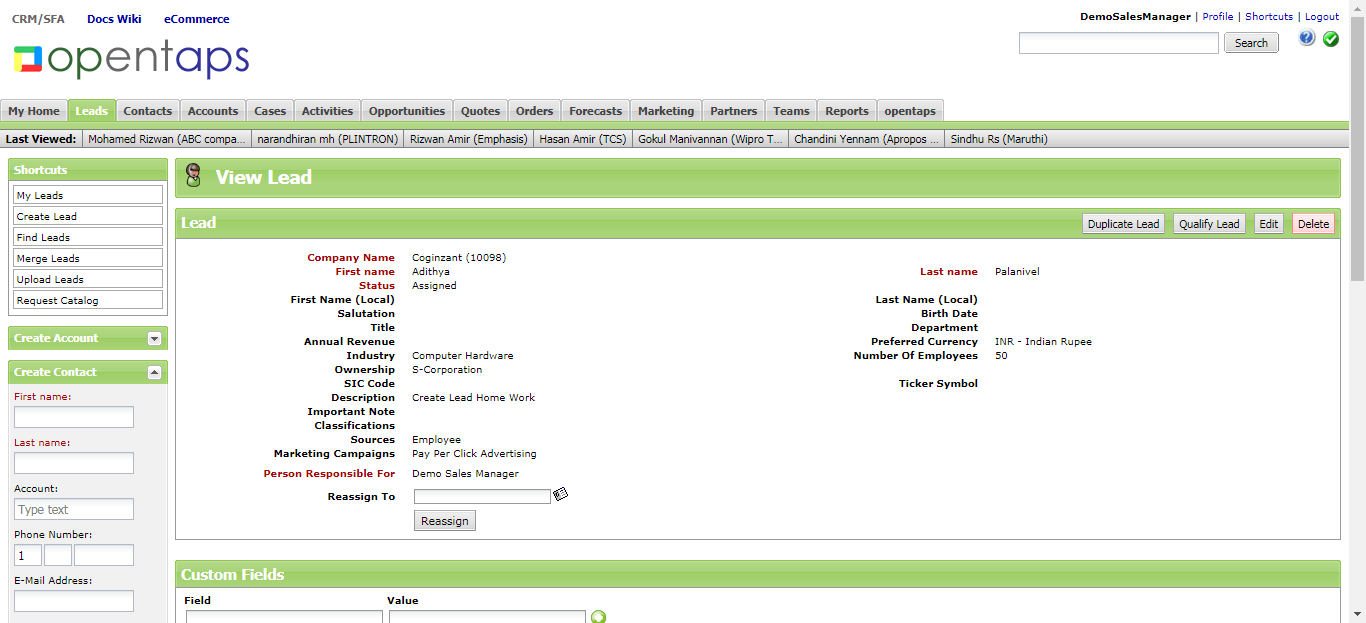 CRM/SFA Docs Wiki eCommerce
DemoSalesManager | Profile | Shortcuts | Logout
opentaps
Search
My Home Leads Contacts Accounts Cases Activities Opportunities Quotes Orders Forecasts Marketing Partners Teams Reports opentaps
Last Viewed: Mohamed Rizwan (ABC compa... narandhiran mh (PLINTRON) Rizwan Amir (Emphasis) Hasan Amir (TCS) Gokul Manivannan (Wipro T... Chandini Yennam (Apropos ... Sindhu Rs (Maruthi)
Shortcuts
My Leads
Create Lead
Find Leads
Merge Leads
Upload Leads
Request Catalog
Create Account
Create Contact
First name:
Last name:
Account:
Type text
Phone Number:
1
E-Mail Address:
View Lead
Lead
Duplicate Lead Qualify Lead Edit Delete
Company Name Coginzant (10098)
First name Adithya Last name Palanivel
Status Assigned
First Name (Local) Last Name (Local)
Salutation Birth Date
Title Department
Annual Revenue Preferred Currency INR - Indian Rupee
Industry Computer Hardware Number Of Employees 50
Ownership S-Corporation
SIC Code Ticker Symbol
Description Create Lead Home Work
Important Note
Classifications
Sources Employee
Marketing Campaigns Pay Per Click Advertising
Person Responsible For Demo Sales Manager
Reassign To
Reassign
Custom Fields
Field Value